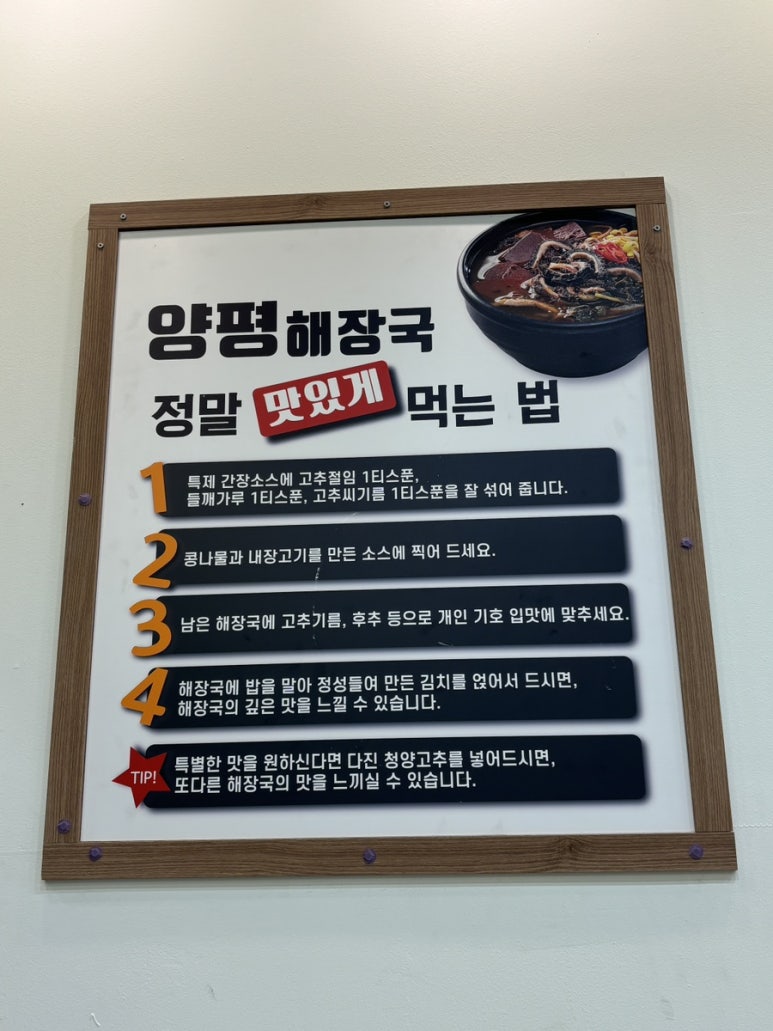 양평해장국
정말 맛있게 먹는 법
1 특제 간장소스에 고추절임 1티스푼,
들깨가루 1티스푼, 고추씨기름 1티스푼을 잘 섞어 줍니다.
2 콩나물과 내장고기를 만든 소스에 찍어 드세요.
3 남은 해장국에 고추기름, 후추 등으로 개인 기호 입맛에 맞추세요.
4 해장국에 밥을 말아 정성들여 만든 김치를 얹어서 드시면,
해장국의 깊은 맛을 느낄 수 있습니다.
TIP! 특별한 맛을 원하신다면 다진 청양고추를 넣어드시면,
또다른 해장국의 맛을 느끼실 수 있습니다.